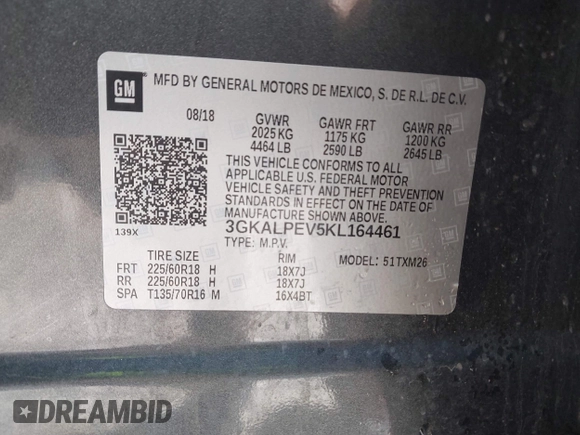 GM
MFD BY GENERAL MOTORS DE MEXICO, S. DE R.L. DE C.V.
08/18 GVWR GAWR FRT GAWR RR
2025 KG 1175 KG 1200 KG
4464 LB 2590 LB 2645 LB
THIS VEHICLE CONFORMS TO ALL
APPLICABLE U.S. FEDERAL MOTOR
VEHICLE SAFETY AND THEFT PREVENTION
STANDARDS IN EFFECT ON THE DATE OF
MANUFACTURE SHOWN ABOVE.
139X 3GKALPEV5KL164461
TYPE: M.P.V.
TIRE SIZE RIM MODEL: 51TXM26
FRT 225/60R18 H 18X7J
RR 225/60R18 H 18X7J
SPA T135/70R16 M 16X4BT
DREAMBID